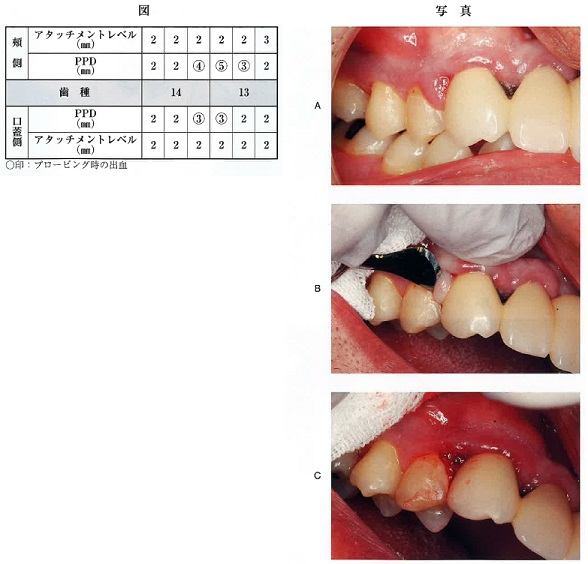 図
頰側 アタッチメントレベル(㎜) 2 2 2 2 2 3
PPD(㎜) 2 2 ④ ⑤ ③ 2
歯種 14 13
口蓋側 PPD(㎜) 2 2 ③ ③ 2 2
アタッチメントレベル(㎜) 2 2 2 2 2 2
○印：プロービング時の出血
写真
A
B
C